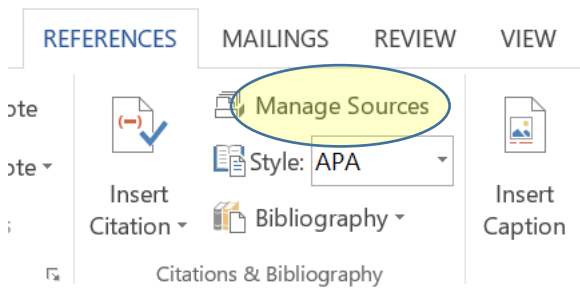 REFERENCES MAILINGS REVIEW VIEW
Manage Sources
Style: APA
Insert
Citation
Bibliography
Insert
Caption
Citations & Bibliography